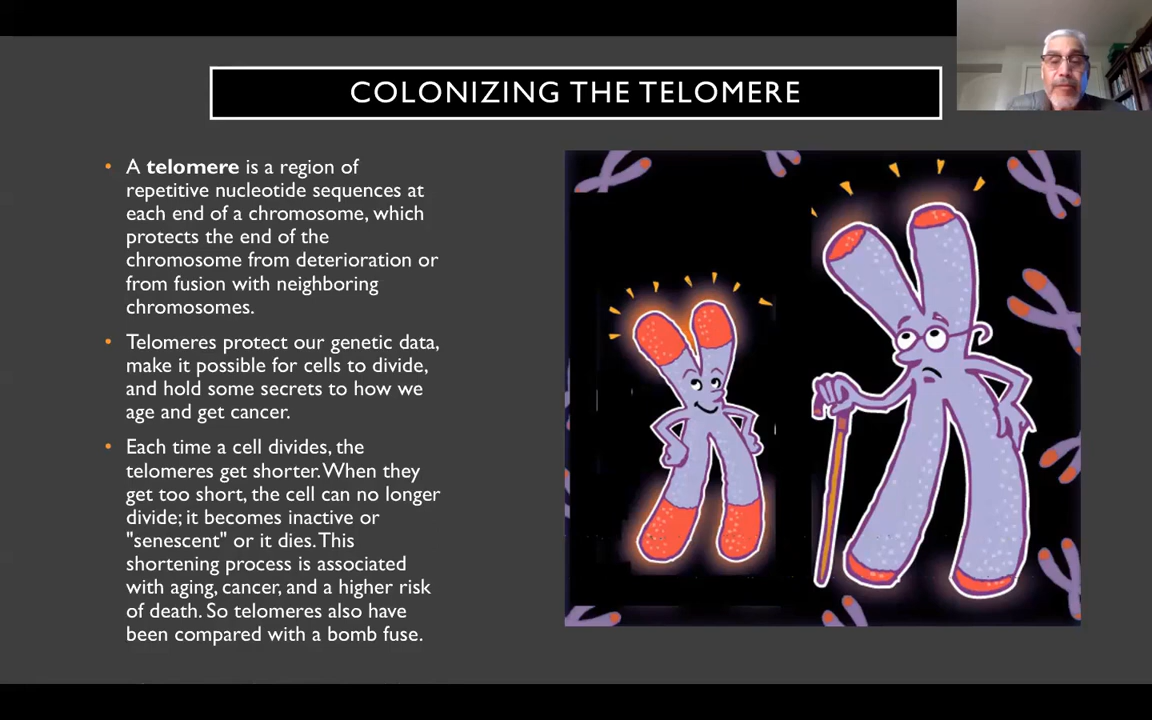 COLONIZING THE TELOMERE
• A telomere is a region of
repetitive nucleotide sequences at
each end of a chromosome, which
protects the end of the
chromosome from deterioration or
from fusion with neighboring
chromosomes.
• Telomeres protect our genetic data,
make it possible for cells to divide,
and hold some secrets to how we
age and get cancer.
• Each time a cell divides, the
telomeres get shorter. When they
get too short, the cell can no longer
divide; it becomes inactive or
"senescent" or it dies. This
shortening process is associated
with aging, cancer, and a higher risk
of death. So telomeres also have
been compared with a bomb fuse.